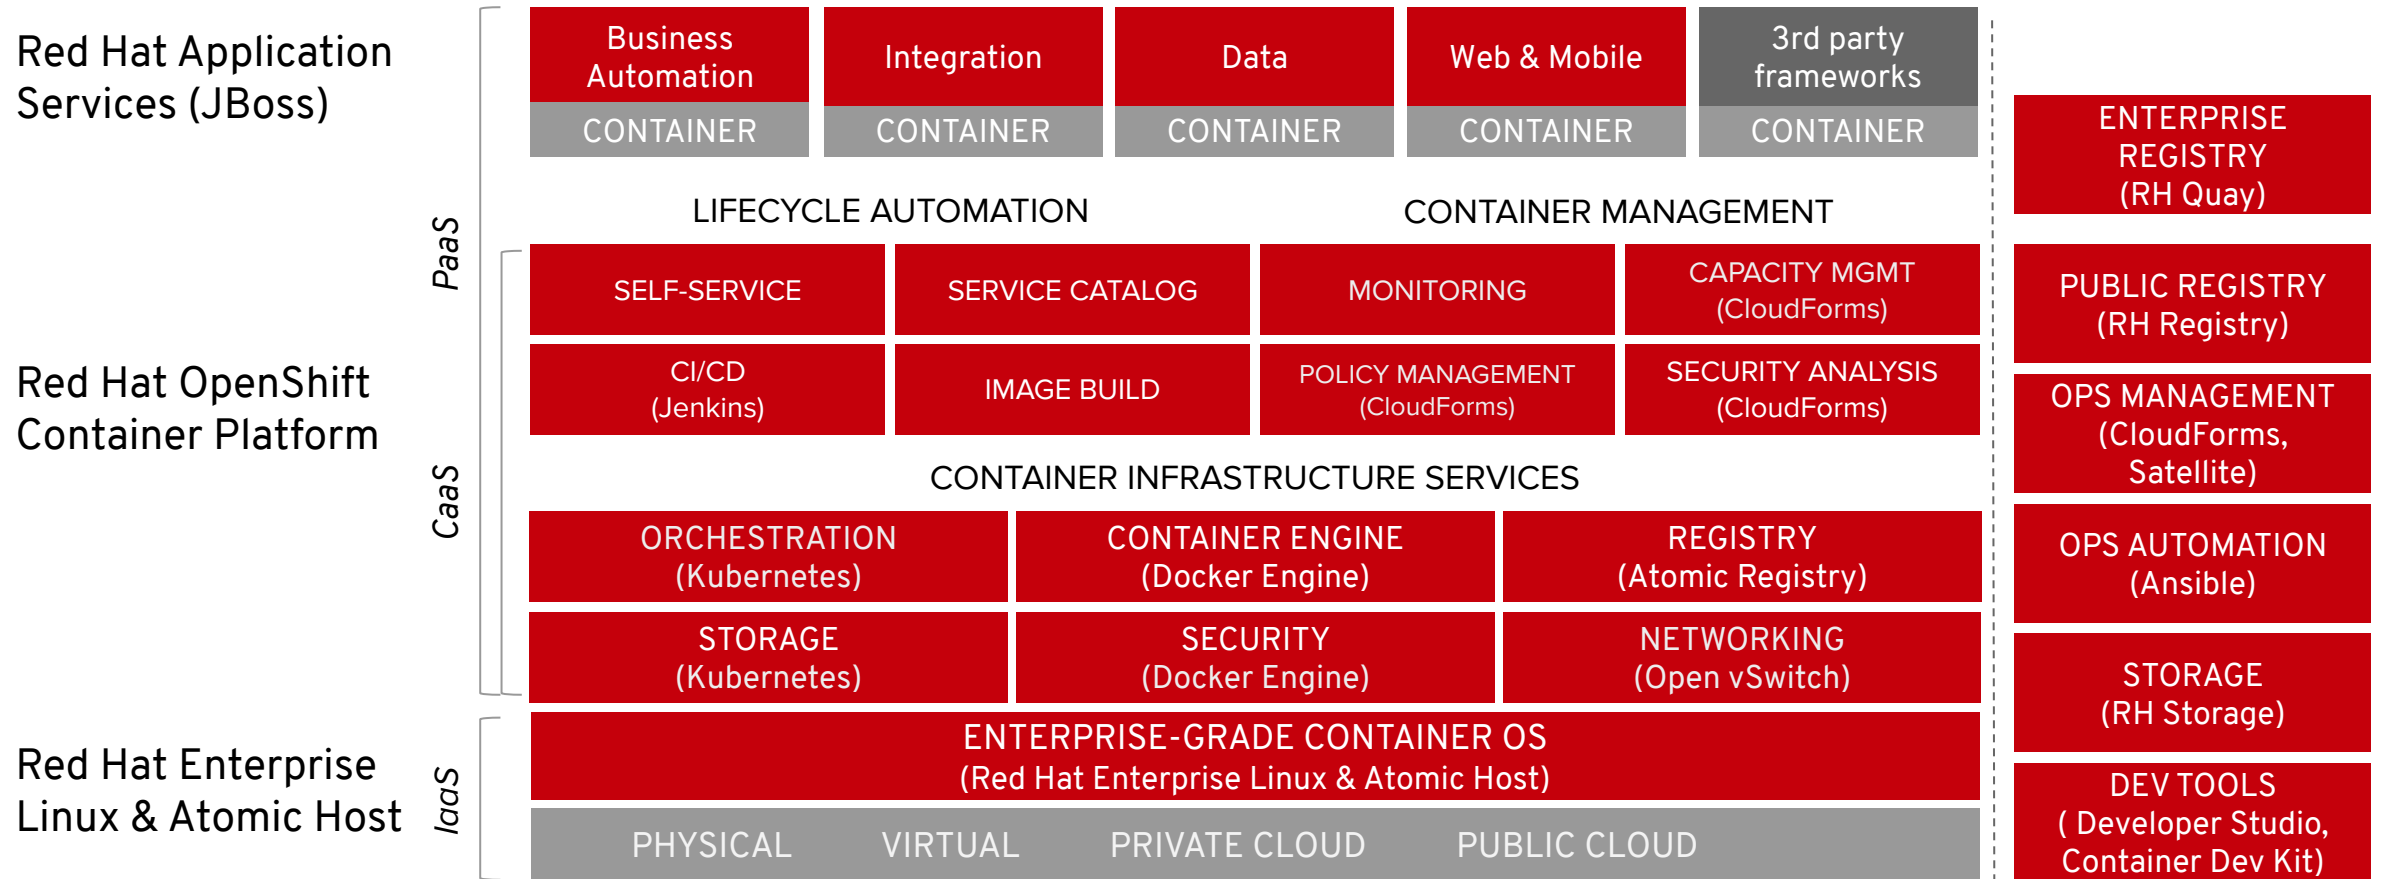 Red Hat Application
Services (JBoss)
Business
Automation
Integration
Data
Web & Mobile
3rd party
frameworks
CONTAINER
CONTAINER
CONTAINER
CONTAINER
CONTAINER
PaaS
LIFECYCLE AUTOMATION
CONTAINER MANAGEMENT
SELF-SERVICE
SERVICE CATALOG
MONITORING
CAPACITY MGMT
(CloudForms)
Red Hat OpenShift
Container Platform
CI/CD
(Jenkins)
IMAGE BUILD
POLICY MANAGEMENT
(CloudForms)
SECURITY ANALYSIS
(CloudForms)
CaaS
CONTAINER INFRASTRUCTURE SERVICES
ORCHESTRATION
(Kubernetes)
CONTAINER ENGINE
(Docker Engine)
REGISTRY
(Atomic Registry)
STORAGE
(Kubernetes)
SECURITY
(Docker Engine)
NETWORKING
(Open vSwitch)
Red Hat Enterprise
Linux & Atomic Host
IaaS
ENTERPRISE-GRADE CONTAINER OS
(Red Hat Enterprise Linux & Atomic Host)
PHYSICAL
VIRTUAL
PRIVATE CLOUD
PUBLIC CLOUD
ENTERPRISE
REGISTRY
(RH Quay)
PUBLIC REGISTRY
(RH Registry)
OPS MANAGEMENT
(CloudForms,
Satellite)
OPS AUTOMATION
(Ansible)
STORAGE
(RH Storage)
DEV TOOLS
( Developer Studio,
Container Dev Kit)